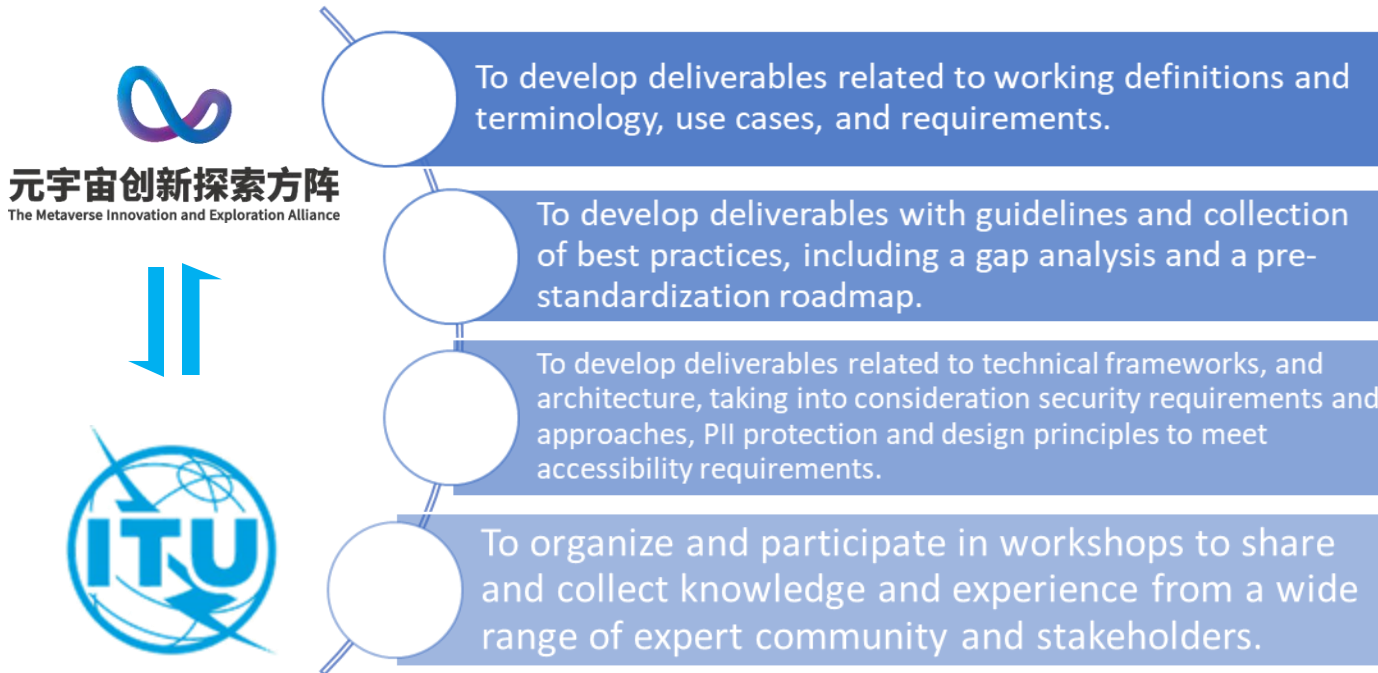 元宇宙创新探索方阵
The Metaverse Innovation and Exploration Alliance
ITU
To develop deliverables related to working definitions and
terminology, use cases, and requirements.
To develop deliverables with guidelines and collection
of best practices, including a gap analysis and a pre-
standardization roadmap.
To develop deliverables related to technical frameworks, and
architecture, taking into consideration security requirements and
approaches, PII protection and design principles to meet
accessibility requirements.
To organize and participate in workshops to share
and collect knowledge and experience from a wide
range of expert community and stakeholders.